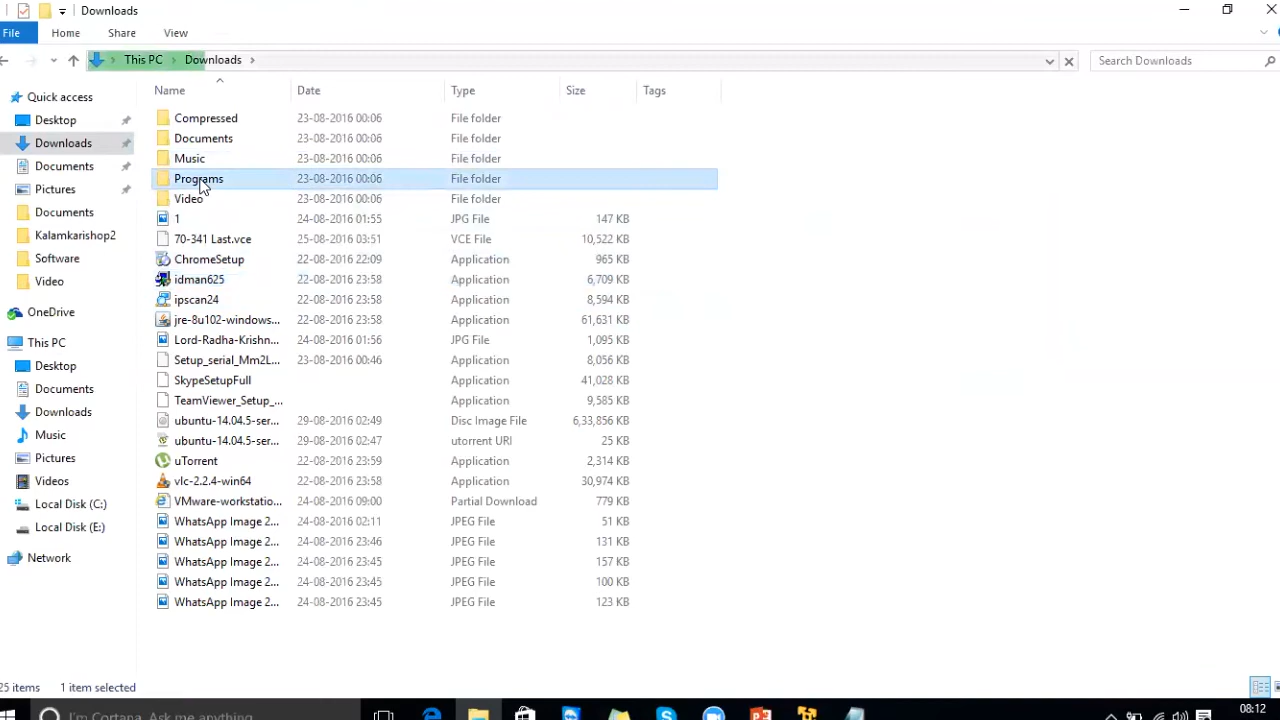 Downloads
File Home Share View
This PC Downloads Search Downloads
Name Date Type Size Tags
Quick access
Desktop
Downloads
Documents
Pictures
Documents
Kalamkarishop2
Software
Video
OneDrive
This PC
Desktop
Documents
Downloads
Music
Pictures
Videos
Local Disk (C:)
Local Disk (E:)
Network
Compressed 23-08-2016 00:06 File folder
Documents 23-08-2016 00:06 File folder
Music 23-08-2016 00:06 File folder
Programs 23-08-2016 00:06 File folder
Video 23-08-2016 00:06 File folder
1 24-08-2016 01:55 JPG File 147 KB
70-341 Last.vce 25-08-2016 03:51 VCE File 10,522 KB
ChromeSetup 22-08-2016 22:09 Application 965 KB
idman625 22-08-2016 23:58 Application 6,709 KB
ipscan24 22-08-2016 23:58 Application 8,594 KB
jre-8u102-windows... 22-08-2016 23:58 Application 61,631 KB
Lord-Radha-Krishn... 24-08-2016 01:56 JPG File 1,095 KB
Setup_serial_Mm2L... 23-08-2016 00:46 Application 8,056 KB
SkypeSetupFull Application 41,028 KB
TeamViewer_Setup_... Application 9,585 KB
ubuntu-14.04.5-ser... 29-08-2016 02:49 Disc Image File 6,33,856 KB
ubuntu-14.04.5-ser... 29-08-2016 02:47 utorrent URI 25 KB
uTorrent 22-08-2016 23:59 Application 2,314 KB
vlc-2.2.4-win64 22-08-2016 23:58 Application 30,974 KB
VMware-workstatio... 24-08-2016 09:00 Partial Download 779 KB
WhatsApp Image 2... 24-08-2016 02:11 JPEG File 51 KB
WhatsApp Image 2... 24-08-2016 23:46 JPEG File 131 KB
WhatsApp Image 2... 24-08-2016 23:45 JPEG File 157 KB
WhatsApp Image 2... 24-08-2016 23:45 JPEG File 100 KB
WhatsApp Image 2... 24-08-2016 23:45 JPEG File 123 KB
25 items 1 item selected
I'm Cortana. Ask me anything. 08:12